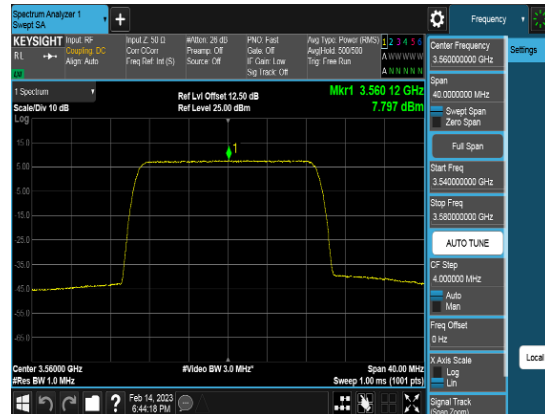 Spectrum Analyzer 1
Swept SA
+
Frequency
KEYSIGHT
Input: RF
Coupling: DC
Align: Auto
Input Z: 50 Ω
Corr CCorr
Freq Ref: Int (S)
#Atten: 26 dB
Preamp: Off
Source: Off
PNO: Fast
Gate: Off
IF Gain: Low
Sig Track: Off
Avg Type: Power (RMS)
Avg|Hold: 500/500
Trig: Free Run
1 2 3 4 5 6
A W W W W W
A N N N N N
RL
1 Spectrum
Scale/Div 10 dB
Log
Ref Lvl Offset 12.50 dB
Ref Level 25.00 dBm
Mkr1 3.560 12 GHz
7.797 dBm
1
15.0
5.00
-5.00
-15.0
-25.0
-35.0
-45.0
-55.0
-65.0
Center 3.56000 GHz
#Res BW 1.0 MHz
#Video BW 3.0 MHz*
Span 40.00 MHz
Sweep 1.00 ms (1001 pts)
Feb 14, 2023
6:44:18 PM
?
Center Frequency
3.560000000 GHz
Span
40.0000000 MHz
Swept Span
Zero Span
Full Span
Start Freq
3.540000000 GHz
Stop Freq
3.580000000 GHz
AUTO TUNE
CF Step
4.000000 MHz
Auto
Man
Freq Offset
0 Hz
X Axis Scale
Log
Lin
Signal Track
(Span Zoom)
Settings
Local